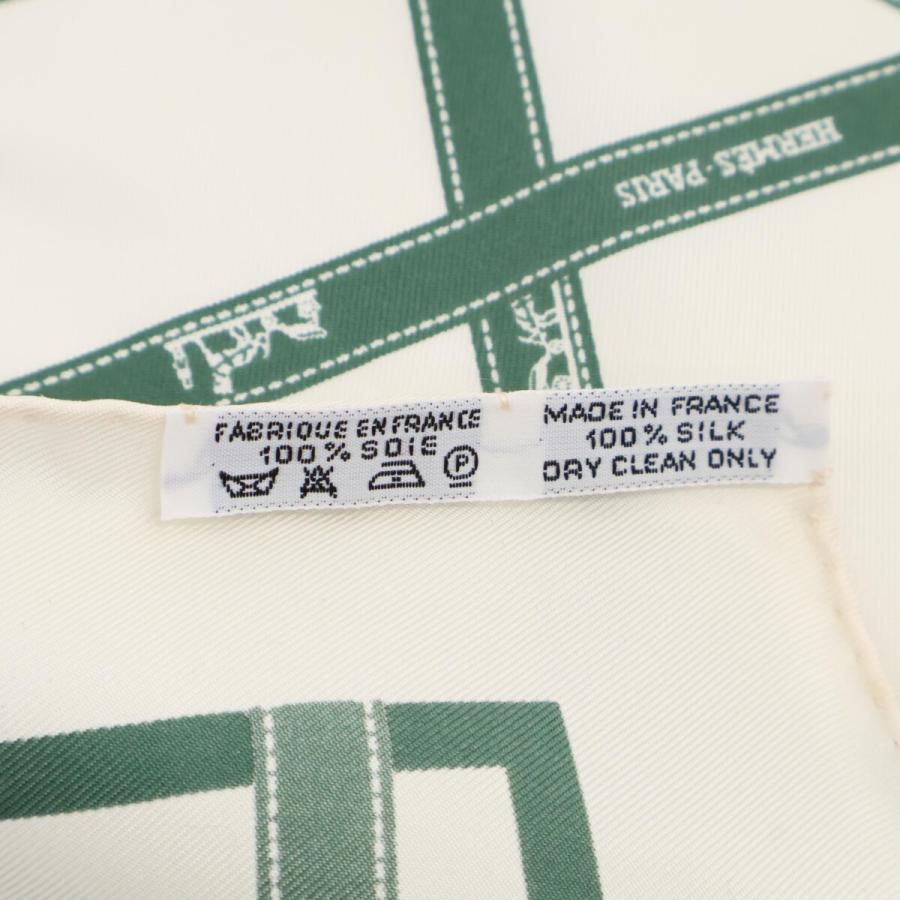 HERMÈS-PARIS
FABRIQUE EN FRANCE
100% SOIE
P
MADE IN FRANCE
100% SILK
DRY CLEAN ONLY